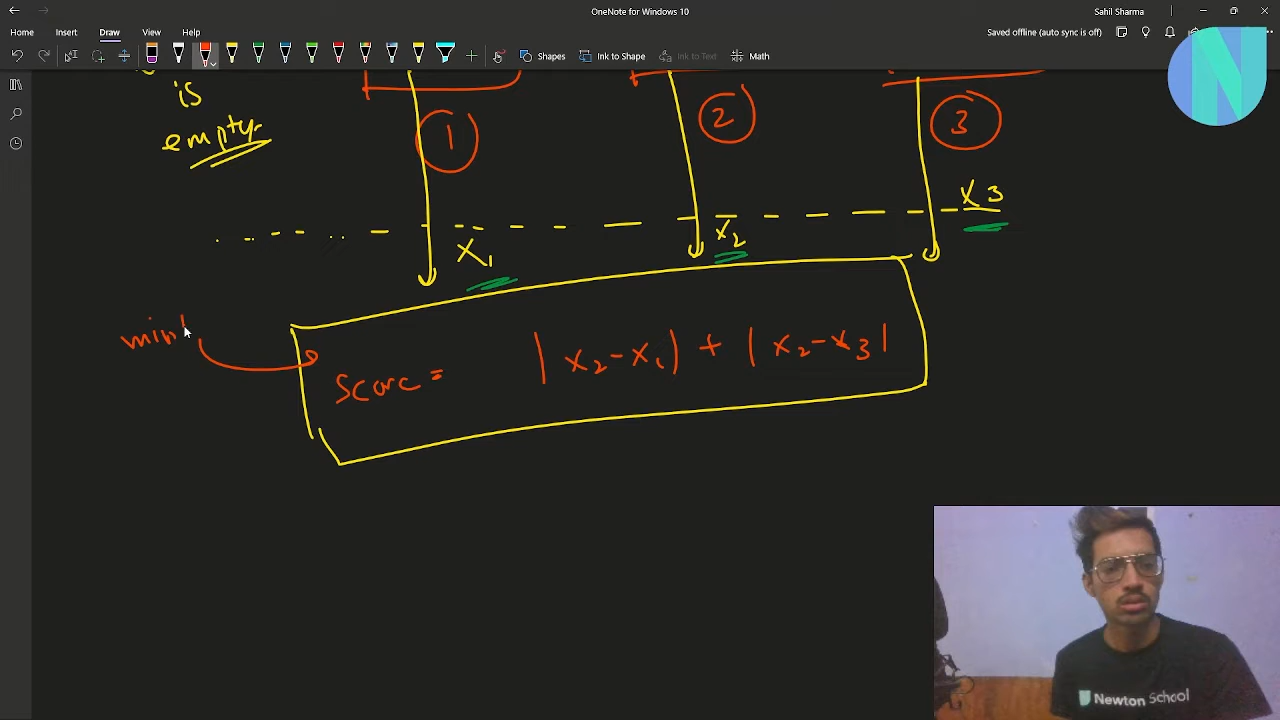 OneNote for Windows 10
Sahil Sharma
Home Insert Draw View Help
Saved offline (auto sync is off)
Shapes Ink to Shape Ink to Text Math
is
empty
1 2 3
X1 X2 X3
Score = |x2-x1| + |x2-x3|
Newton School